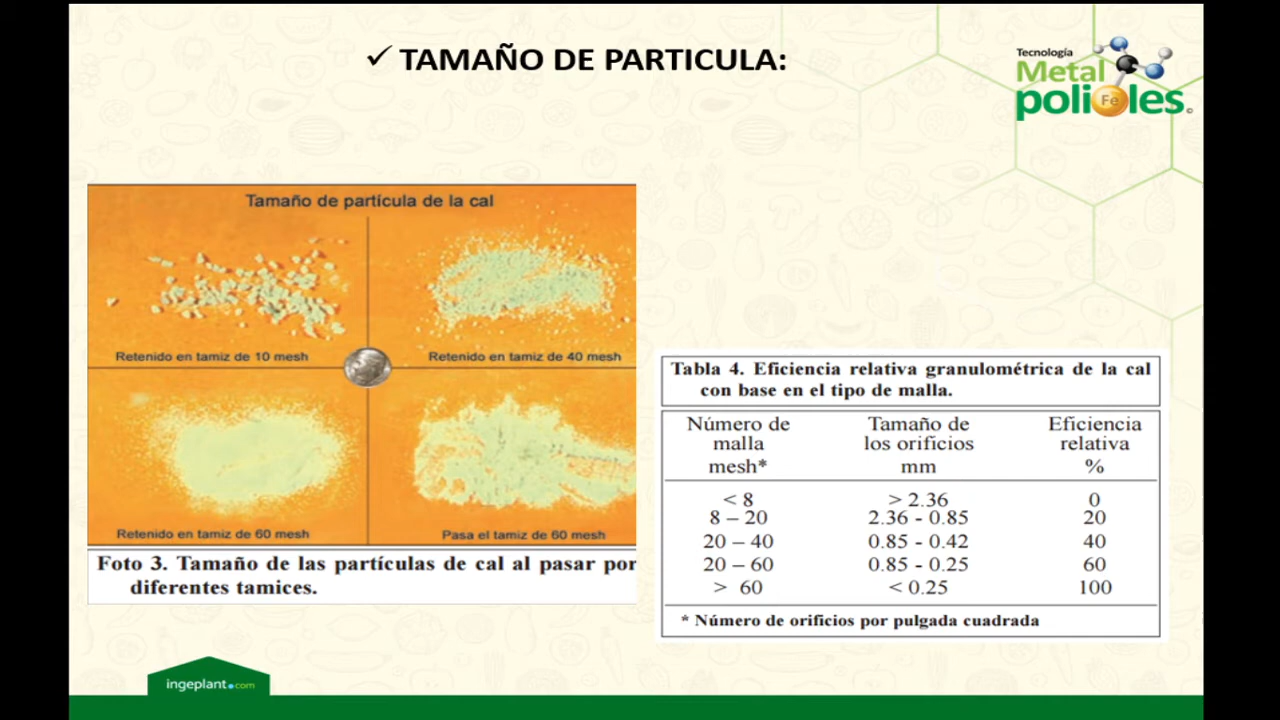 ✓ TAMAÑO DE PARTICULA:
Tecnología
Metal
polioles
Fe
©
Tamaño de partícula de la cal
Retenido en tamiz de 10 mesh
Retenido en tamiz de 40 mesh
Retenido en tamiz de 60 mesh
Pasa el tamiz de 60 mesh
Foto 3. Tamaño de las partículas de cal al pasar por
diferentes tamices.
Tabla 4. Eficiencia relativa granulométrica de la cal
con base en el tipo de malla.
Número de Tamaño de Eficiencia
malla los orificios relativa
mesh* mm %
< 8 > 2.36 0
8 – 20 2.36 - 0.85 20
20 – 40 0.85 - 0.42 40
20 – 60 0.85 - 0.25 60
> 60 < 0.25 100
* Número de orificios por pulgada cuadrada
ingeplant.com